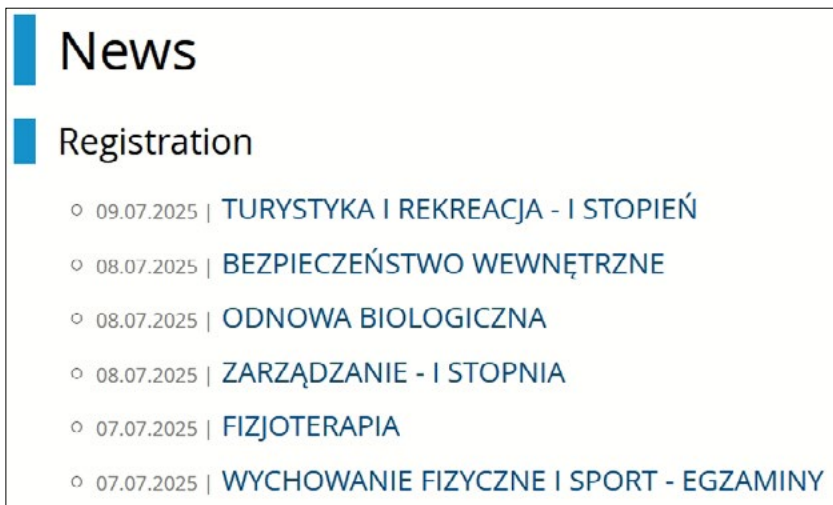 News
Registration
09.07.2025 | TURYSTYKA I REKREACJA - I STOPIEŃ
08.07.2025 | BEZPIECZEŃSTWO WEWNĘTRZNE
08.07.2025 | ODNOWA BIOLOGICZNA
08.07.2025 | ZARZĄDZANIE - I STOPNIA
07.07.2025 | FIZJOTERAPIA
07.07.2025 | WYCHOWANIE FIZYCZNE I SPORT - EGZAMINY